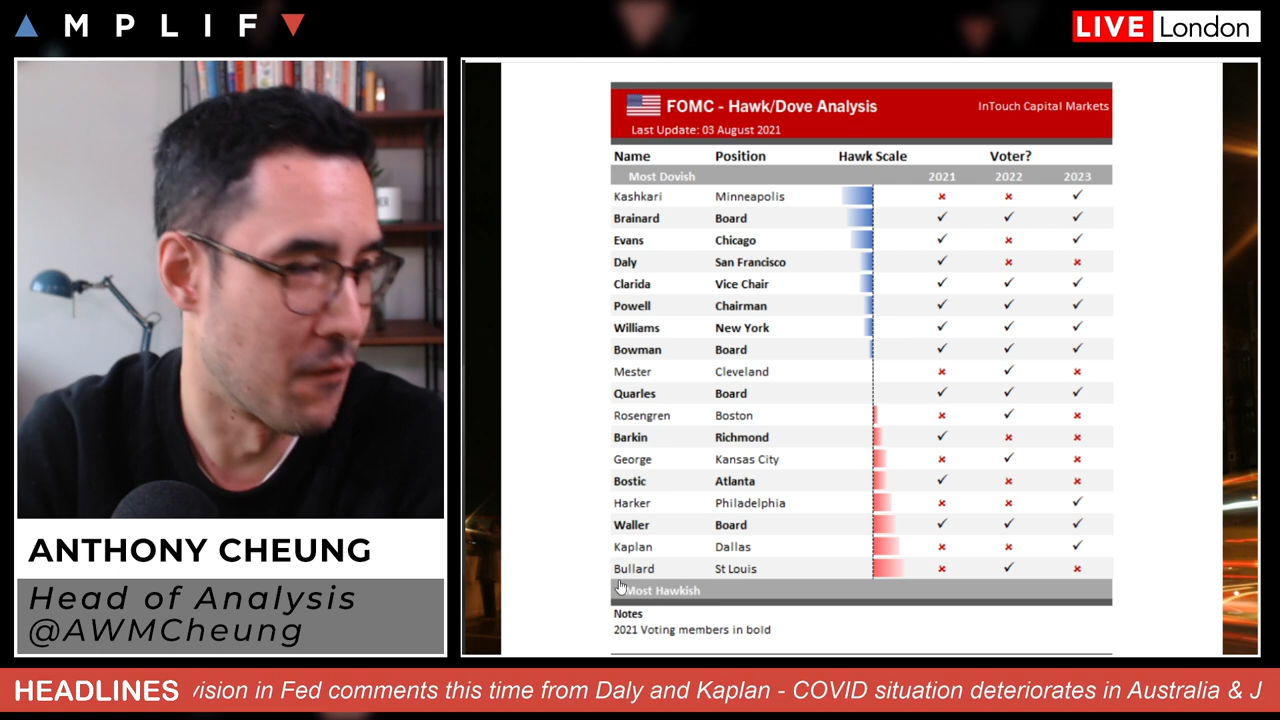 AMPLIFY
LIVE London
FOMC - Hawk/Dove Analysis InTouch Capital Markets
Last Update: 03 August 2021
Name Position Hawk Scale Voter?
Most Dovish 2021 2022 2023
Kashkari Minneapolis × × ✓
Brainard Board ✓ ✓ ✓
Evans Chicago ✓ × ✓
Daly San Francisco ✓ × ×
Clarida Vice Chair ✓ ✓ ✓
Powell Chairman ✓ ✓ ✓
Williams New York ✓ ✓ ✓
Bowman Board ✓ ✓ ✓
Mester Cleveland × ✓ ×
Quarles Board ✓ ✓ ✓
Rosengren Boston × ✓ ×
Barkin Richmond ✓ × ×
George Kansas City × ✓ ×
Bostic Atlanta ✓ × ×
Harker Philadelphia × × ✓
Waller Board ✓ ✓ ✓
Kaplan Dallas × × ✓
Bullard St Louis × ✓ ×
Most Hawkish
Notes
2021 Voting members in bold
ANTHONY CHEUNG
Head of Analysis
@AWMCheung
HEADLINES vision in Fed comments this time from Daly and Kaplan - COVID situation deteriorates in Australia & J